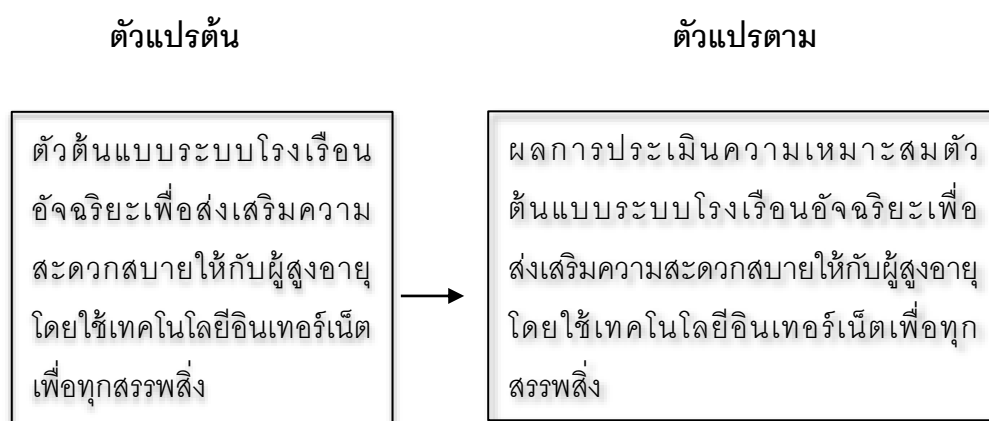 ตัวแปรต้น
ตัวแปรตาม
ตัวต้นแบบระบบโรงเรือน
อัจฉริยะเพื่อส่งเสริมความ
สะดวกสบายให้กับผู้สูงอายุ
โดยใช้เทคโนโลยีอินเทอร์เน็ต
เพื่อทุกสรรพสิ่ง
ผลการประเมินความเหมาะสมตัว
ต้นแบบระบบโรงเรือนอัจฉริยะเพื่อ
ส่งเสริมความสะดวกสบายให้กับผู้สูงอายุ
โดยใช้เทคโนโลยีอินเทอร์เน็ตเพื่อทุก
สรรพสิ่ง